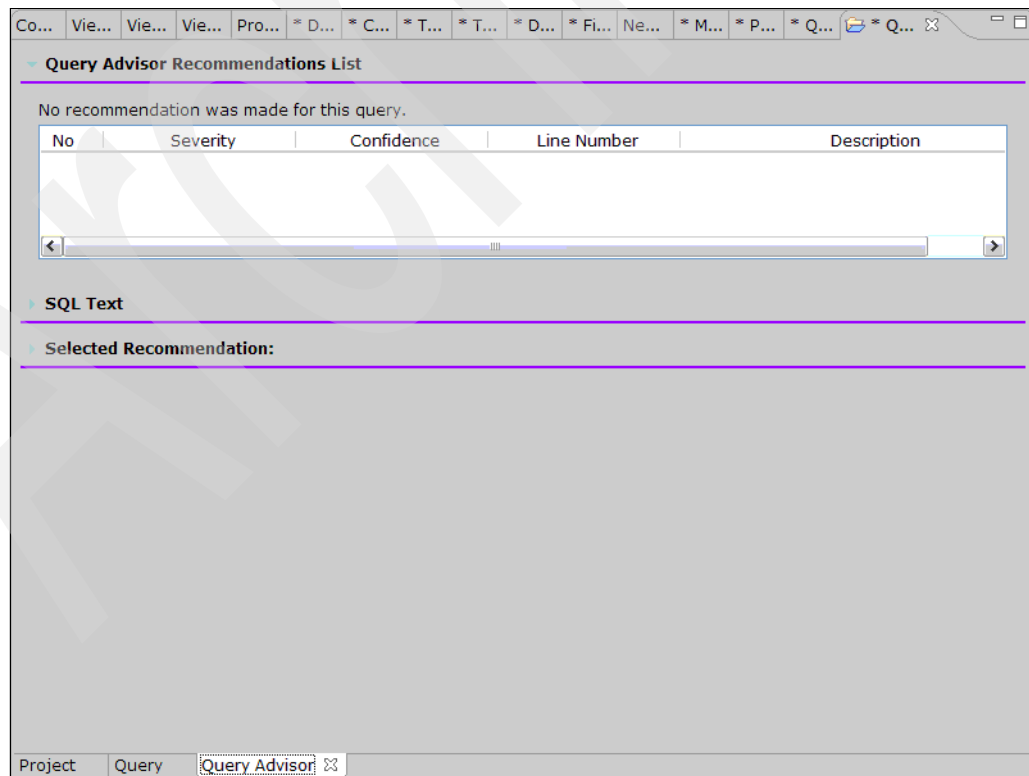 Co... Vie... Vie... Vie... Pro... * D... * C... * T... * T... * D... * Fi... Ne... * M... * P... * Q... * Q...
Query Advisor Recommendations List
No recommendation was made for this query.
No Severity Confidence Line Number Description
SQL Text
Selected Recommendation:
Project Query Query Advisor